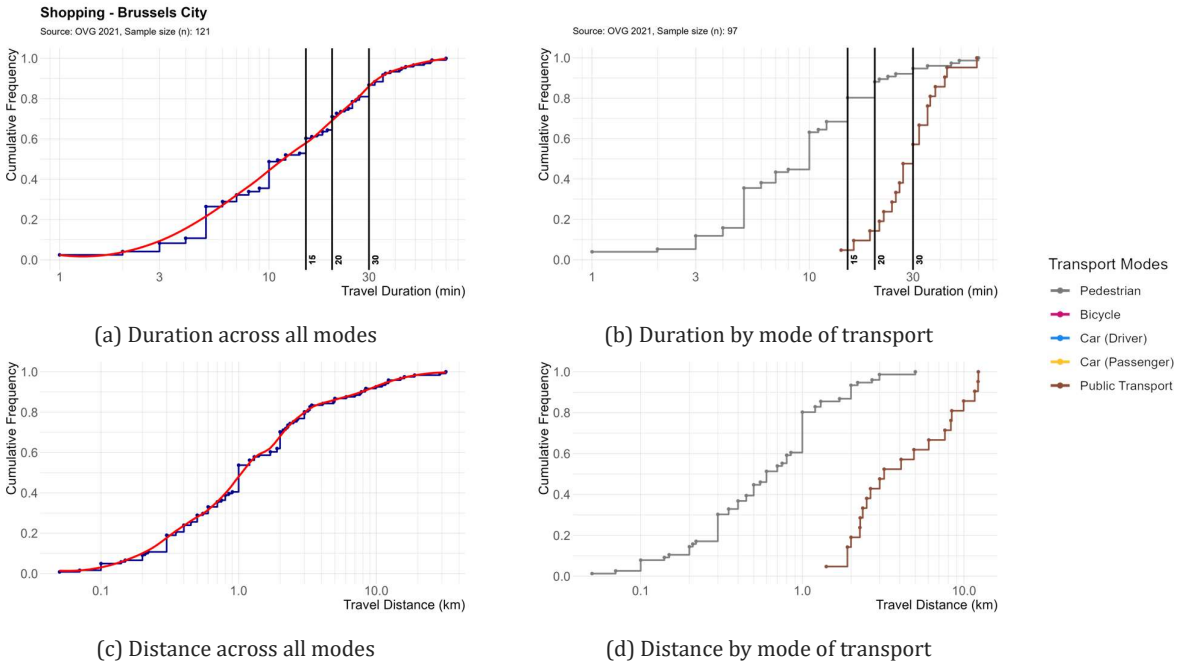 Shopping - Brussels City
Source: OVG 2021, Sample size (n): 121
Cumulative Frequency
1.0
0.8
0.6
0.4
0.2
0.0
15
20
30
1
3
10
30
Travel Duration (min)
(a) Duration across all modes
Source: OVG 2021, Sample size (n): 97
Cumulative Frequency
1.0
0.8
0.6
0.4
0.2
0.0
15
20
30
1
3
10
30
Travel Duration (min)
(b) Duration by mode of transport
Transport Modes
Pedestrian
Bicycle
Car (Driver)
Car (Passenger)
Public Transport
Cumulative Frequency
1.0
0.8
0.6
0.4
0.2
0.0
0.1
1.0
10.0
Travel Distance (km)
(c) Distance across all modes
Cumulative Frequency
1.0
0.8
0.6
0.4
0.2
0.0
0.1
1.0
10.0
Travel Distance (km)
(d) Distance by mode of transport